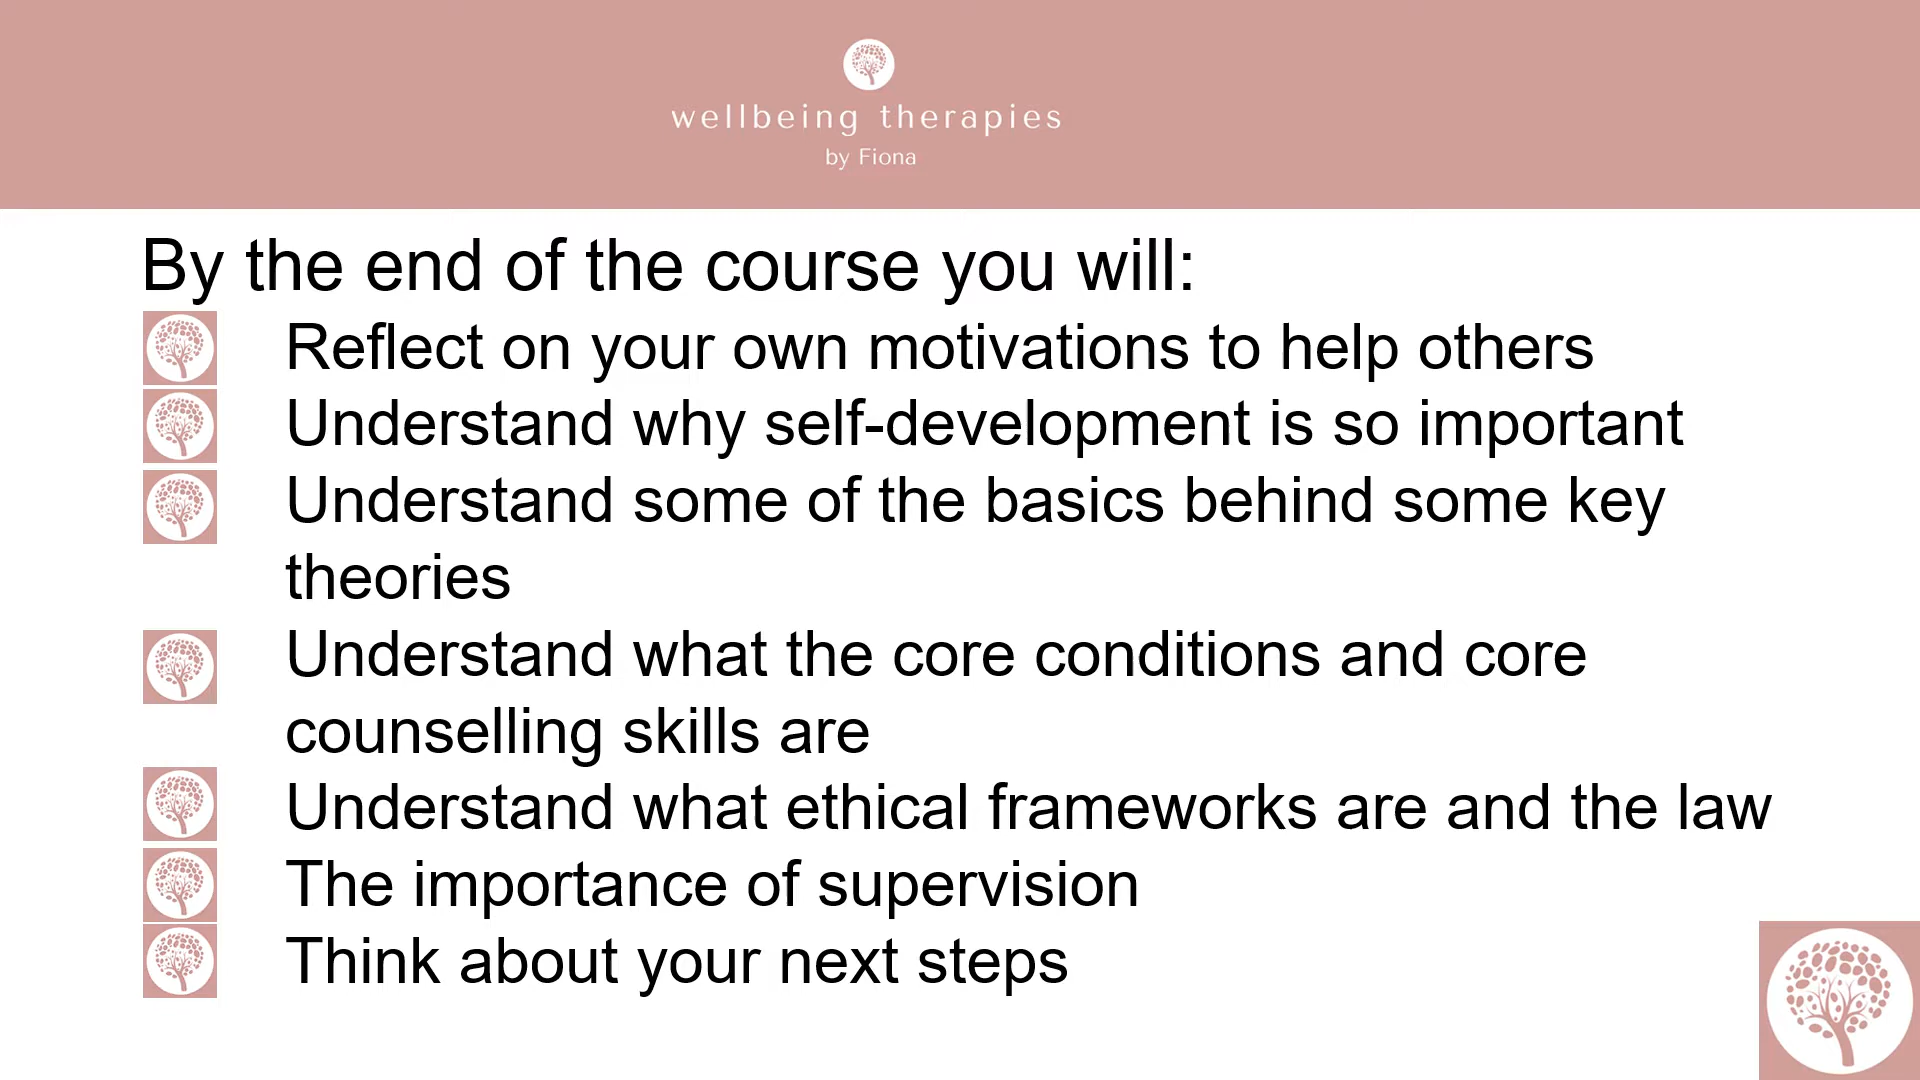 wellbeing therapies
by Fiona
By the end of the course you will:
Reflect on your own motivations to help others
Understand why self-development is so important
Understand some of the basics behind some key
theories
Understand what the core conditions and core
counselling skills are
Understand what ethical frameworks are and the law
The importance of supervision
Think about your next steps